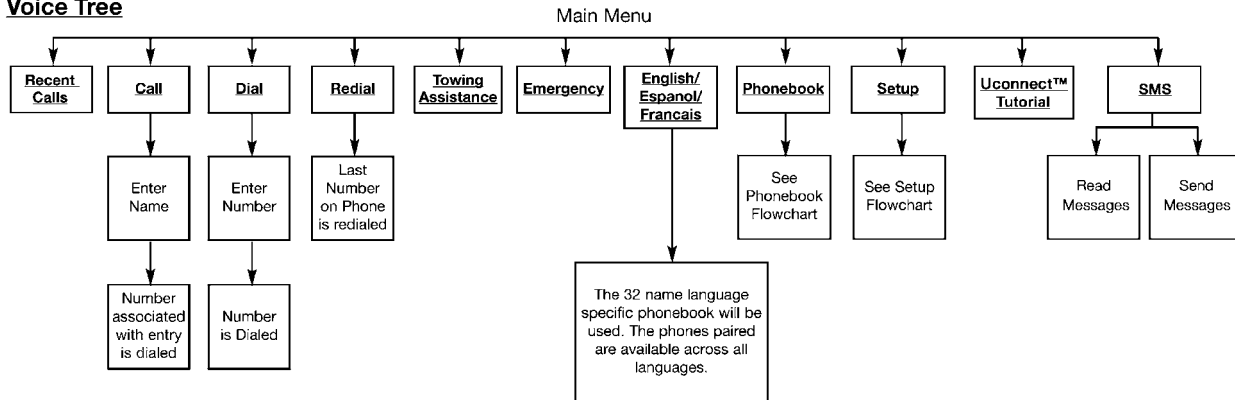 Voice Tree
Main Menu
Recent
Calls
Call
Dial
Redial
Towing
Assistance
Emergency
English/
Espanol/
Francais
Phonebook
Setup
Uconnect™
Tutorial
SMS
Enter
Name
Enter
Number
Last
Number
on Phone
is redialed
See
Phonebook
Flowchart
See Setup
Flowchart
Read
Messages
Send
Messages
Number
associated
with entry
is dialed
Number
is Dialed
The 32 name language
specific phonebook will be
used. The phones paired
are available across all
languages.